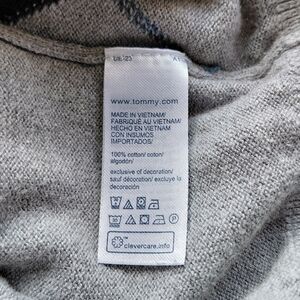 www.tommy.com
MADE IN VIETNAM/
FABRIQUÉ AU VIETNAM/
HECHO EN VIETNAM
CON INSUMOS
IMPORTADOS/
100% cotton/ coton/
algodón/
exclusive of decoration/
sauf décoration/ excluye la
decoración
clevercare.info